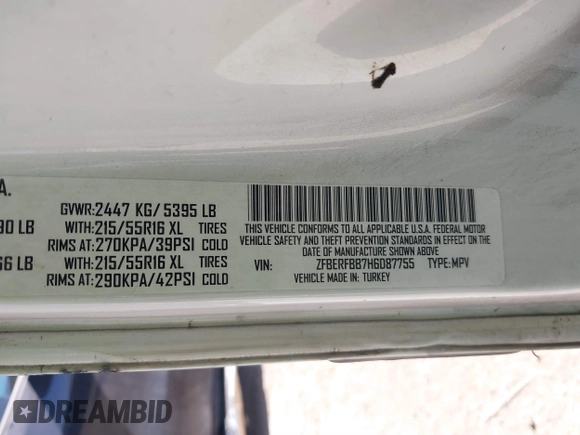 A.
GVWR:2447 KG/ 5395 LB
90 LB WITH:215/55R16 XL TIRES
RIMS AT:270KPA/39PSI COLD
66 LB WITH:215/55R16 XL TIRES
RIMS AT:290KPA/42PSI COLD
THIS VEHICLE CONFORMS TO ALL APPLICABLE U.S.A. FEDERAL MOTOR
VEHICLE SAFETY AND THEFT PREVENTION STANDARDS IN EFFECT ON THE
DATE OF MANUFACTURE SHOWN ABOVE
VIN: ZFBERFBB7H6D87755 TYPE: MPV
VEHICLE MADE IN: TURKEY
DREAMBID